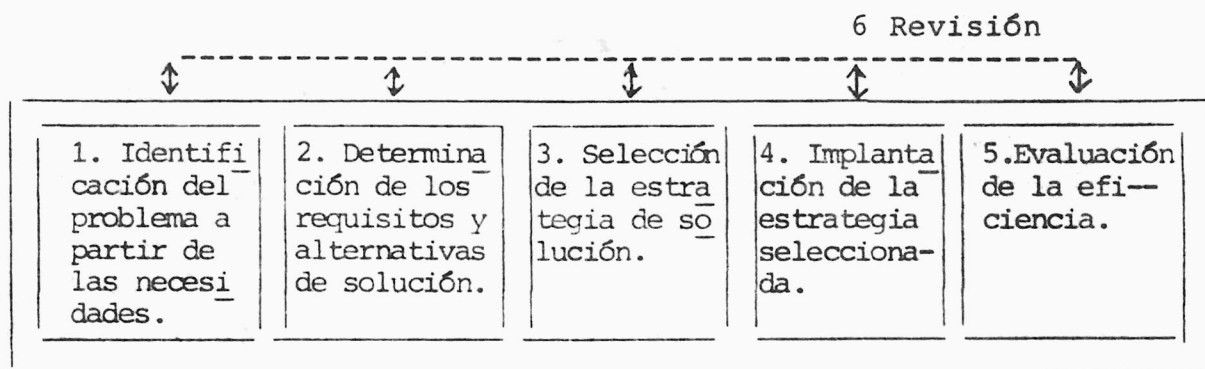 6 Revisión
1. Identifi
cación del
problema a
partir de
las necesi
dades.
2. Determina
ción de los
requisitos y
alternativas
de solución.
3. Selección
de la estra
tegia de so
lución.
4. Implanta
ción de la
estrategia
selecciona-
da.
5.Evaluación
de la efi--
ciencia.